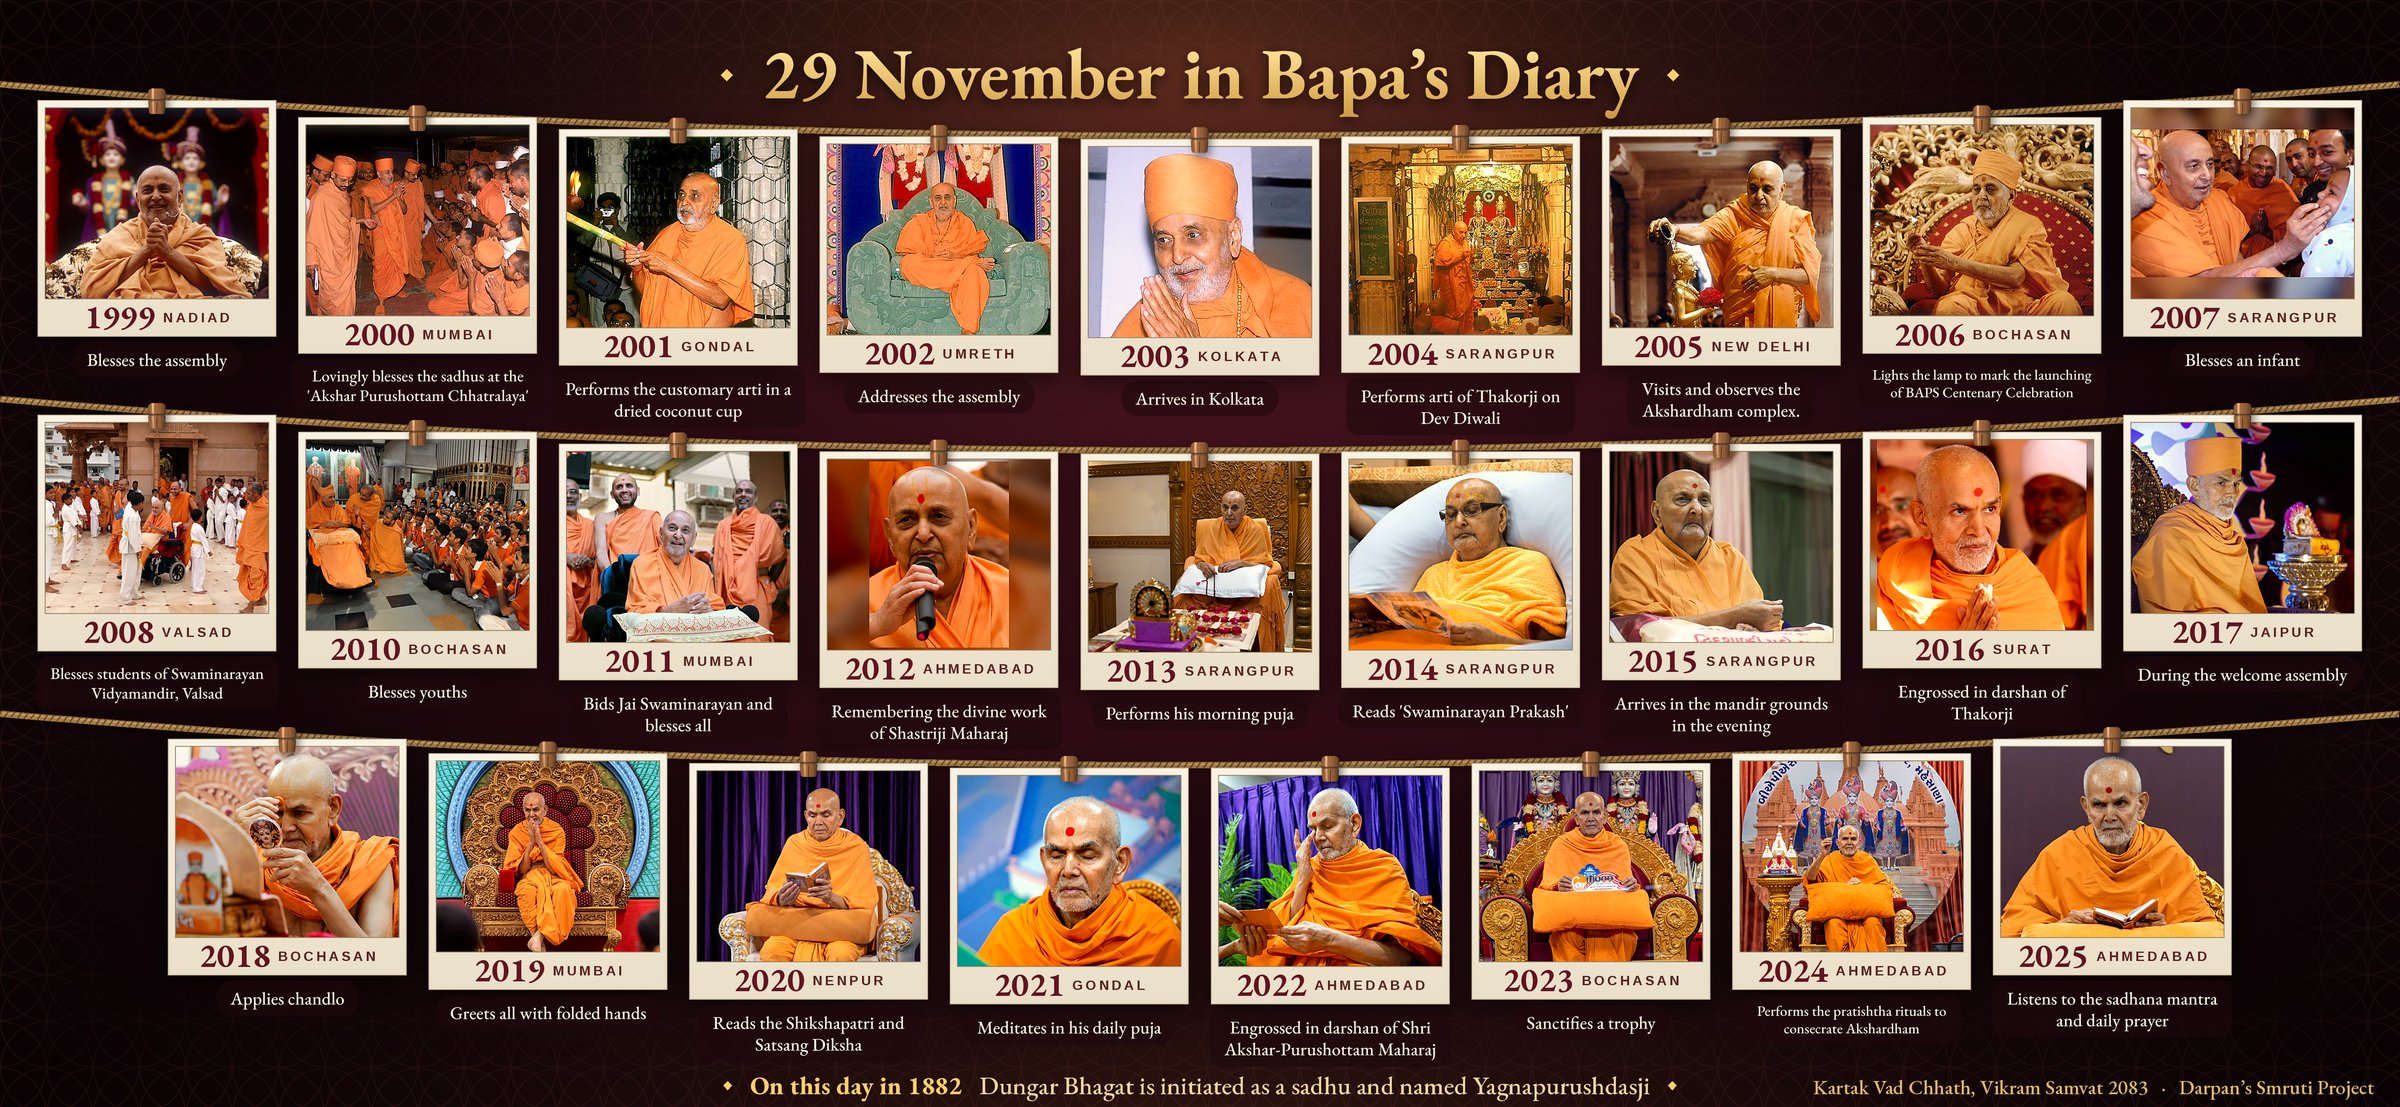 29 November in Bapa's Diary
1999 NADIAD
Blesses the assembly
2000 MUMBAI
Lovingly blesses the sadhus at the
'Akshar Purushottam Chhatralaya'
2001 GONDAL
Performs the customary arti in a
dried coconut cup
2002 UMRETH
Addresses the assembly
2003 KOLKATA
Arrives in Kolkata
2004 SARANGPUR
Performs arti of Thakorji on
Dev Diwali
2005 NEW DELHI
Visits and observes the
Akshardham complex.
2006 BOCHASAN
Lights the lamp to mark the launching
of BAPS Centenary Celebration
2007 SARANGPUR
Blesses an infant
2008 VALSAD
Blesses students of Swaminarayan
Vidyamandir, Valsad
2010 BOCHASAN
Blesses youths
2011 MUMBAI
Bids Jai Swaminarayan and
blesses all
2012 AHMEDABAD
Remembering the divine work
of Shastriji Maharaj
2013 SARANGPUR
Performs his morning puja
2014 SARANGPUR
Reads 'Swaminarayan Prakash'
2015 SARANGPUR
Arrives in the mandir grounds
in the evening
2016 SURAT
Engrossed in darshan of
Thakorji
2017 JAIPUR
During the welcome assembly
2018 BOCHASAN
Applies chandlo
2019 MUMBAI
Greets all with folded hands
2020 NENPUR
Reads the Shikshapatri and
Satsang Diksha
2021 GONDAL
Meditates in his daily puja
2022 AHMEDABAD
Engrossed in darshan of Shri
Akshar-Purushottam Maharaj
2023 BOCHASAN
Sanctifies a trophy
2024 AHMEDABAD
Performs the pratishtha rituals to
consecrate Akshardham
2025 AHMEDABAD
Listens to the sadhana mantra
and daily prayer
On this day in 1882 Dungar Bhagat is initiated as a sadhu and named Yagnapurushdasji
Kartak Vad Chhath, Vikram Samvat 2083 · Darpan's Smruti Project